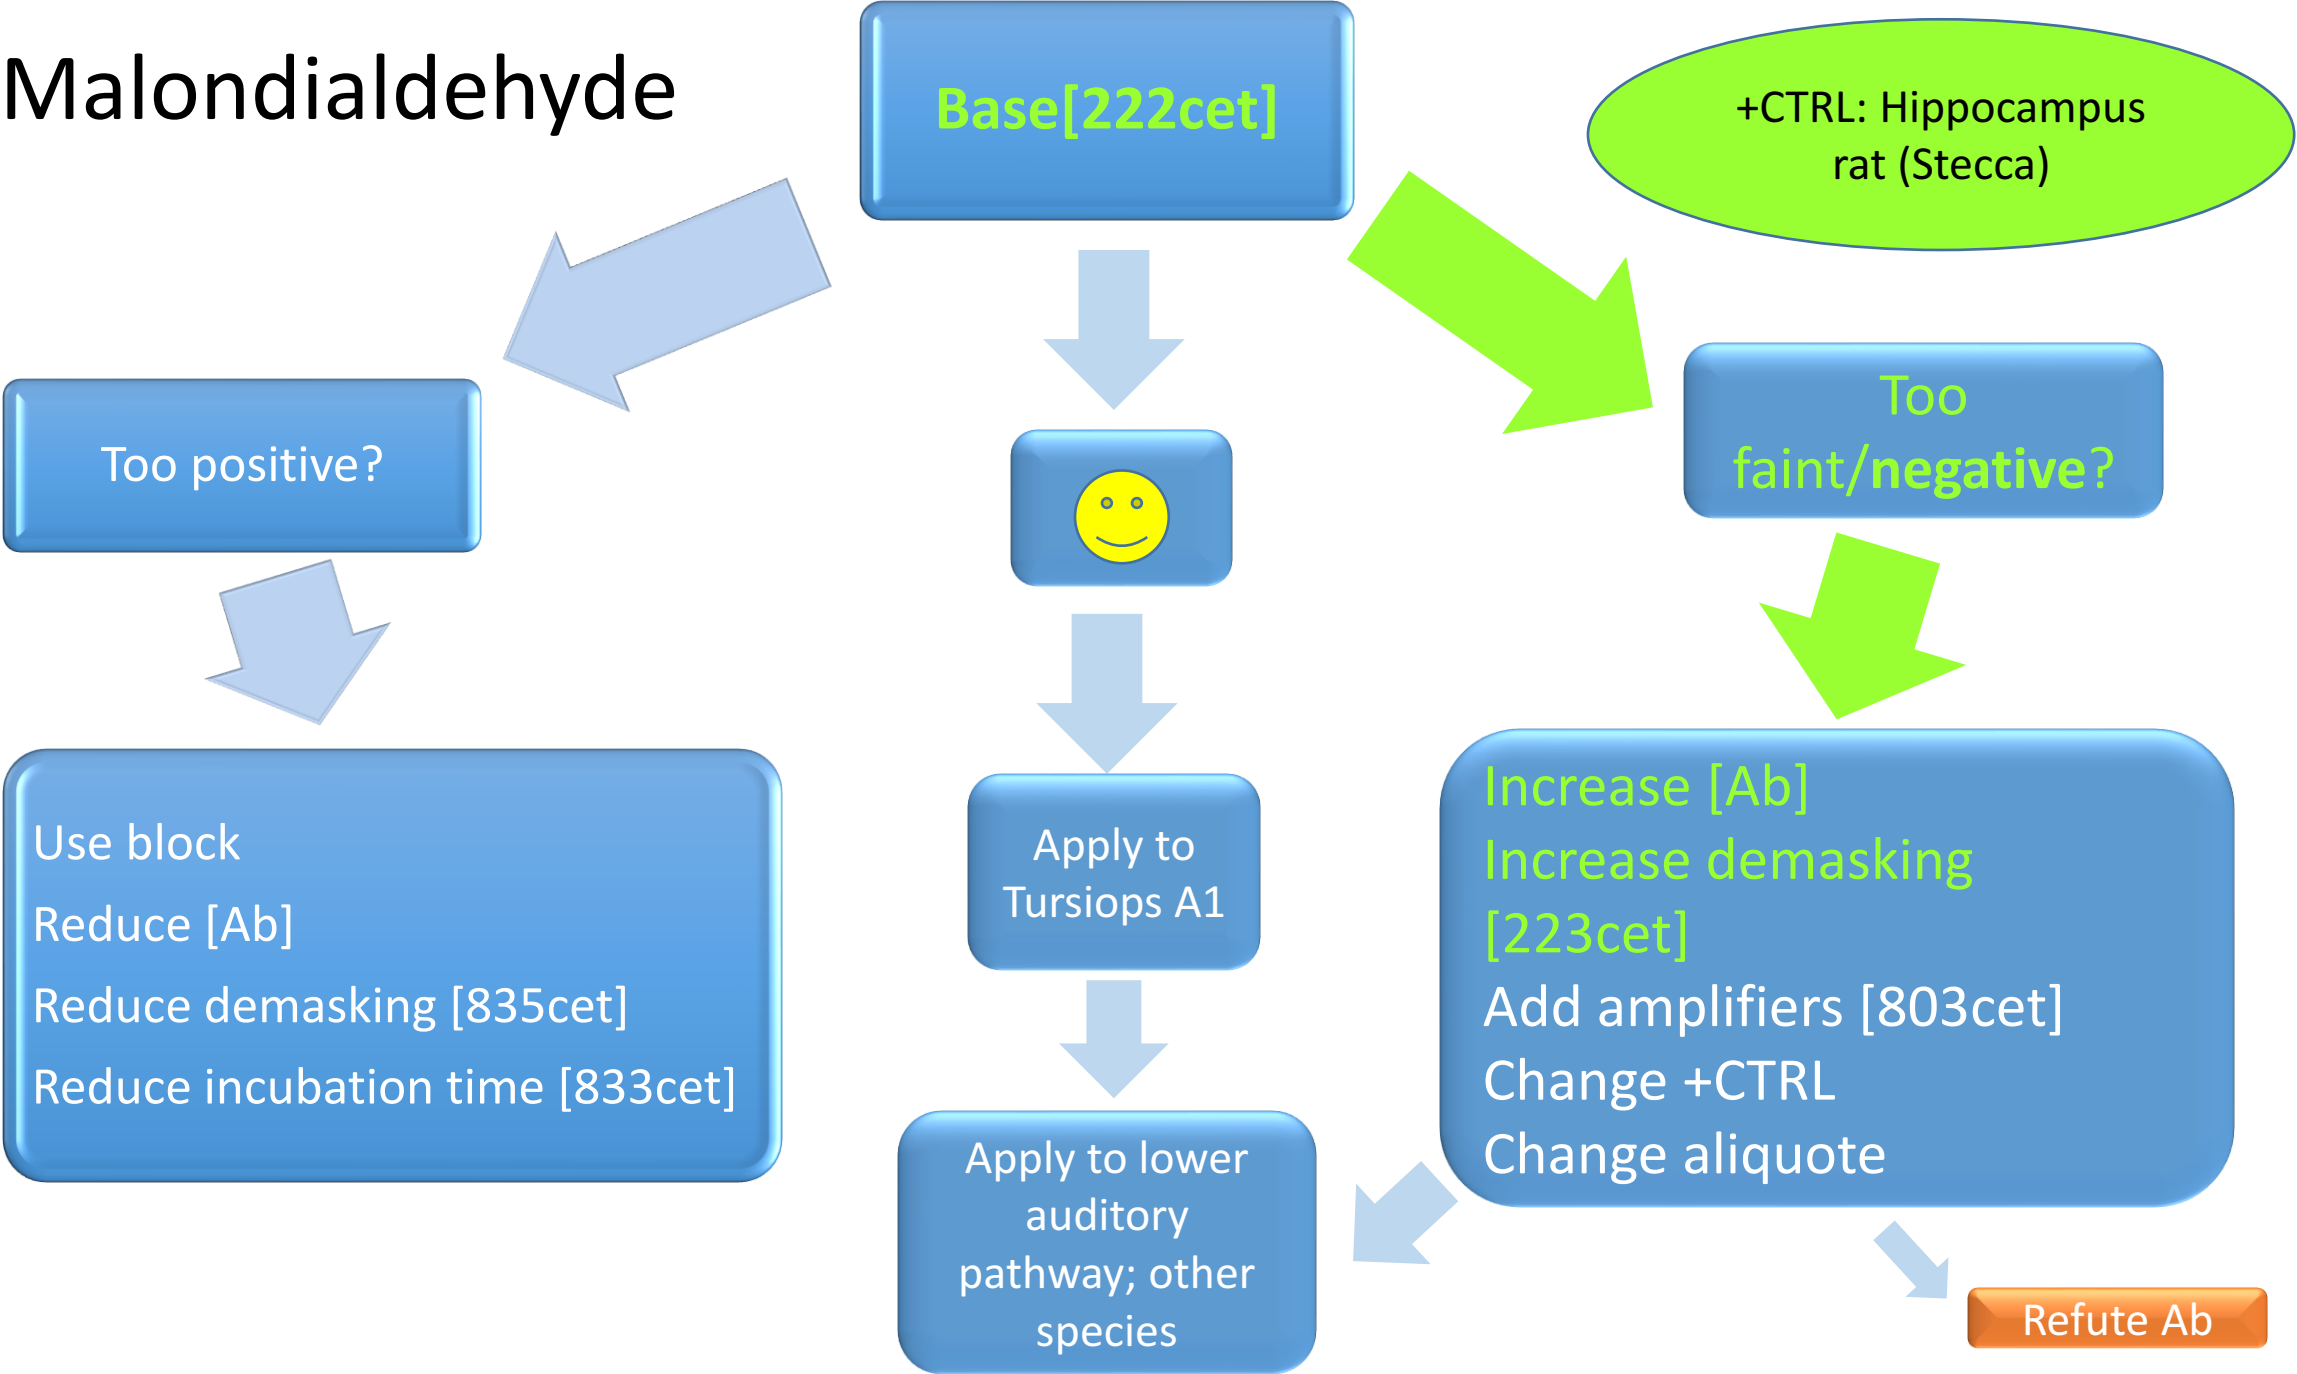 Malondialdehyde
Base[222cet]
+CTRL: Hippocampus
rat (Stecca)
Too positive?
Too
faint/negative?
Use block
Reduce [Ab]
Reduce demasking [835cet]
Reduce incubation time [833cet]
Apply to
Tursiops A1
Apply to lower
auditory
pathway; other
species
Increase [Ab]
Increase demasking
[223cet]
Add amplifiers [803cet]
Change +CTRL
Change aliquote
Refute Ab